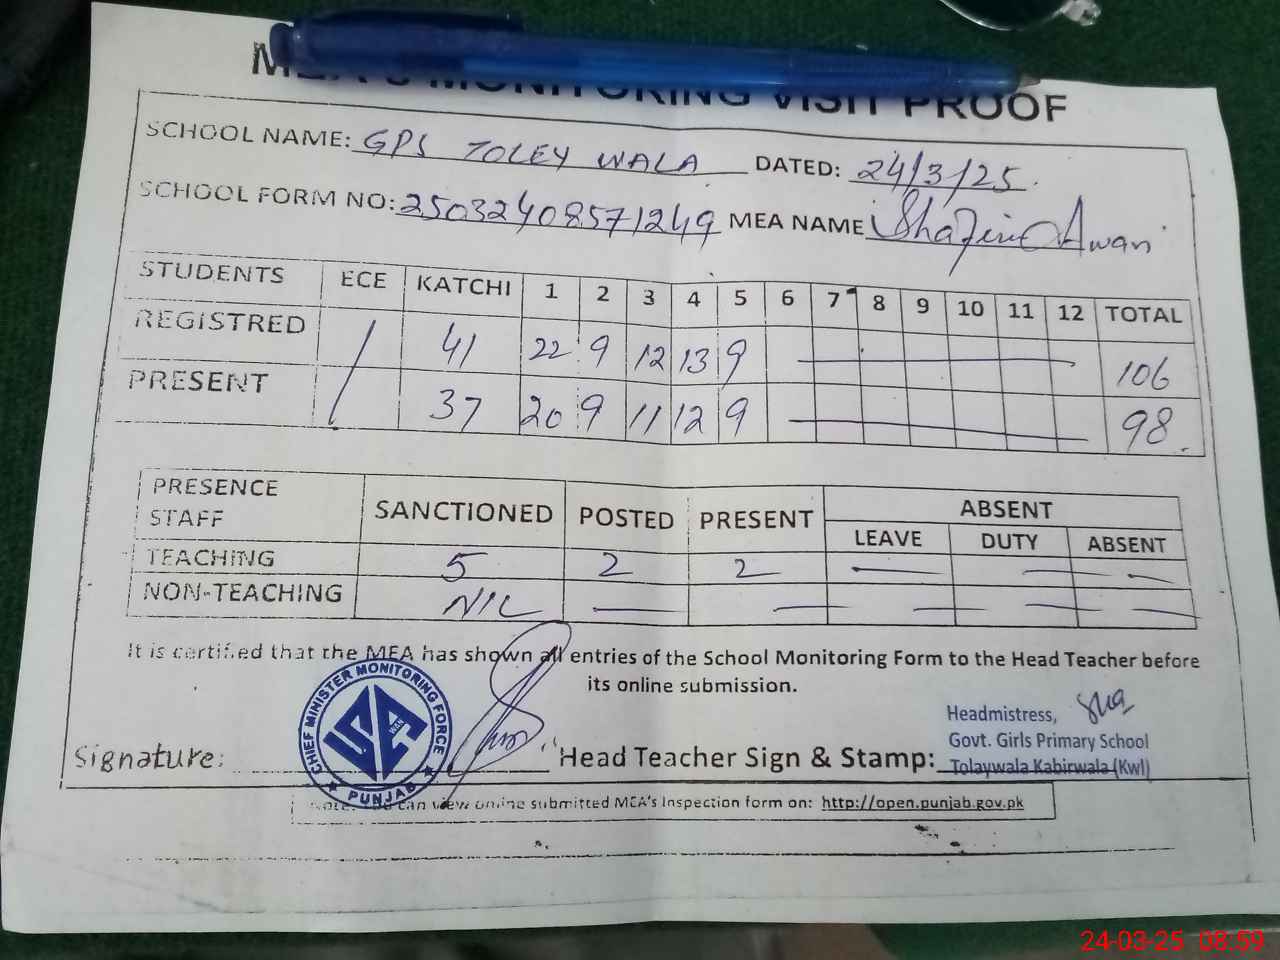 MEA'S MONITORING VISIT PROOF
SCHOOL NAME: GPS TOLEY WALA DATED: 24/3/25.
SCHOOL FORM NO: 25032408571249 MEA NAME Awan
STUDENTS ECE KATCHI 1 2 3 4 5 6 7 8 9 10 11 12 TOTAL
REGISTRED 41 22 9 12 13 9 106
PRESENT 37 20 9 11 12 9 98
PRESENCE STAFF SANCTIONED POSTED PRESENT ABSENT
LEAVE DUTY ABSENT
TEACHING 5 2 2
NON-TEACHING NIL
It is certified that the MEA has shown all entries of the School Monitoring Form to the Head Teacher before
its online submission.
CHIEF MINISTER MONITORING FORCE
PUNJAB
Signature: Head Teacher Sign & Stamp:
Headmistress,
Govt. Girls Primary School
Tolaywala Kabirwala (Kwl)
Note: You can view online submitted MEA's Inspection form on: http://open.punjab.gov.pk
24-03-25 08:59